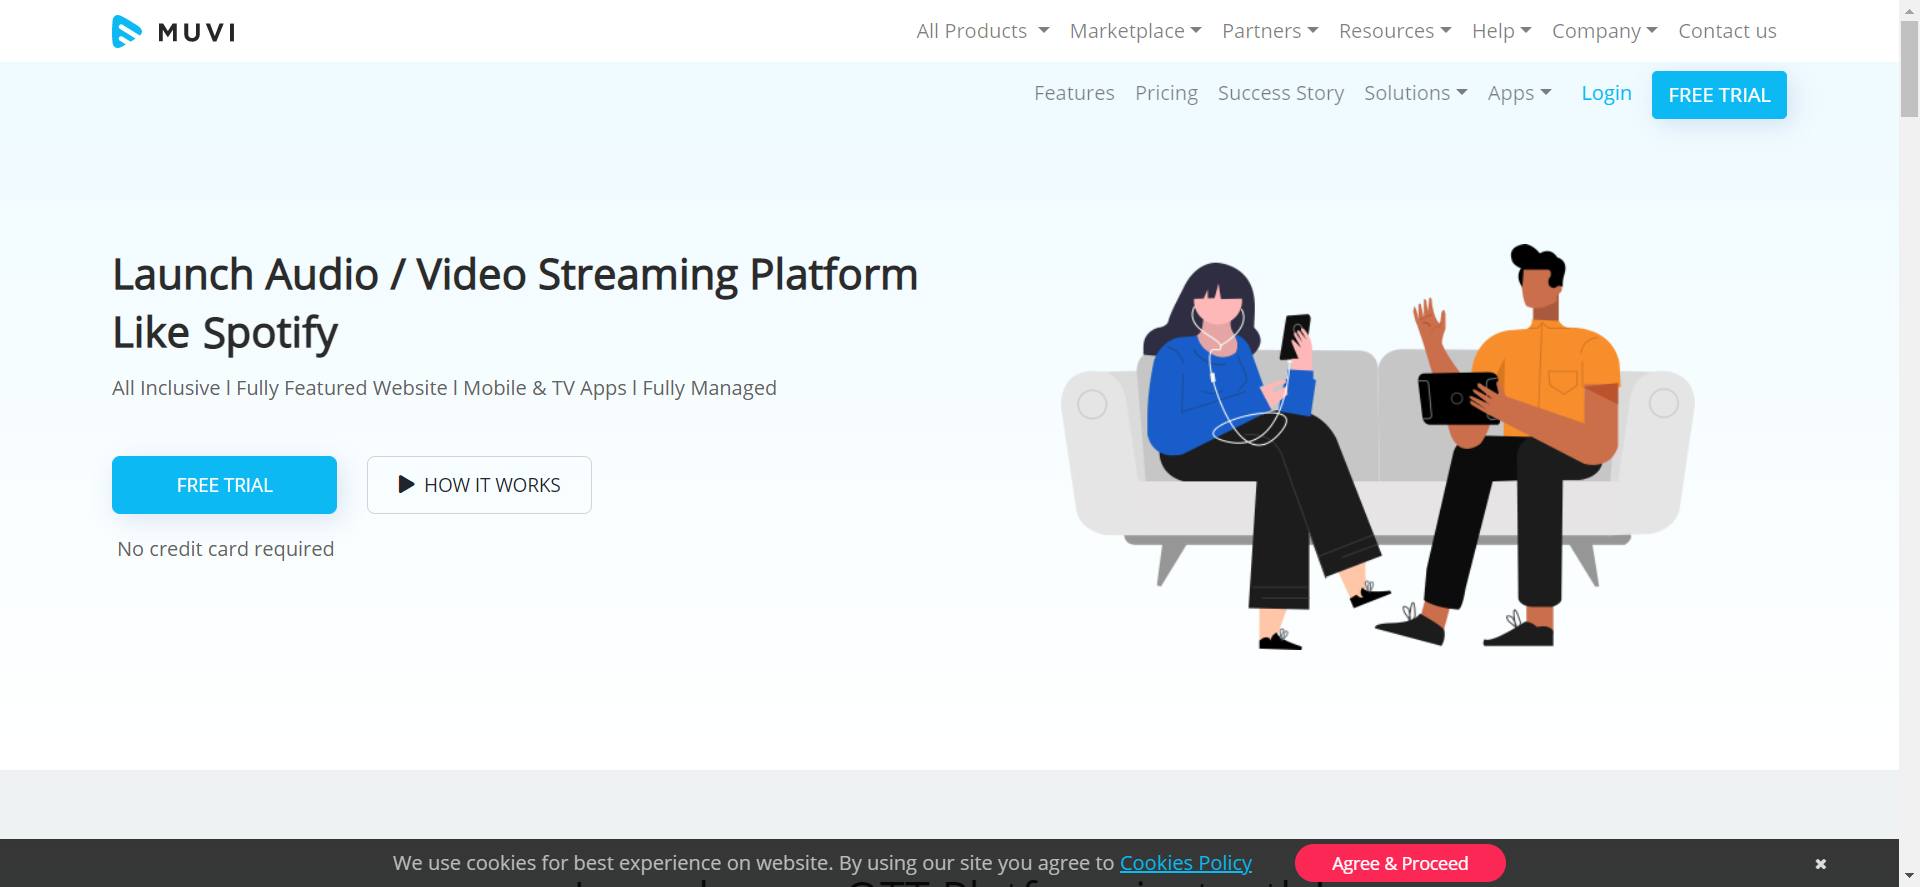 MUVI
All Products Marketplace Partners Resources Help Company Contact us
Features Pricing Success Story Solutions Apps Login FREE TRIAL
Launch Audio / Video Streaming Platform
Like Spotify
All Inclusive l Fully Featured Website l Mobile & TV Apps l Fully Managed
FREE TRIAL HOW IT WORKS
No credit card required
We use cookies for best experience on website. By using our site you agree to Cookies Policy Agree & Proceed